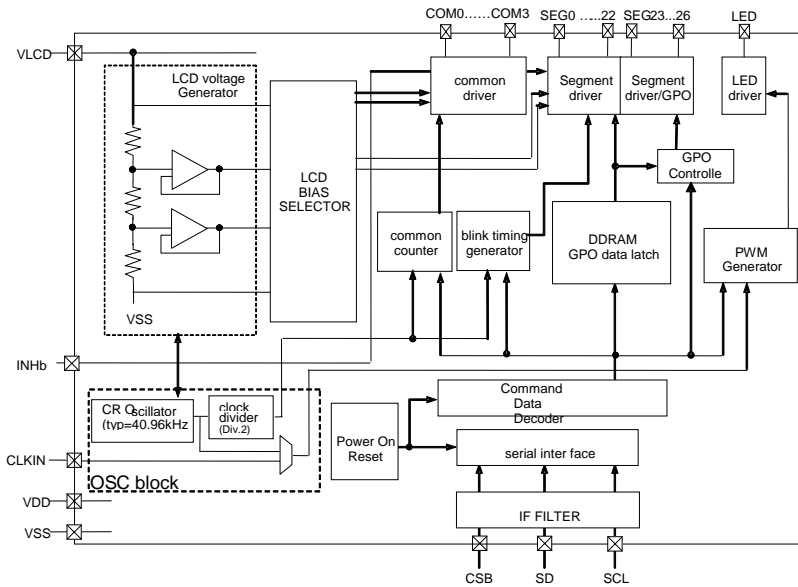 COM0……COM3 SEG0 …...22 SEG23...26 LED
VLCD
LCD voltage
Generator
common
driver
Segment
driver
Segment
driver/GPO
LED
driver
GPO
Controlle
LCD
BIAS
SELECTOR
common
counter
blink timing
generator
DDRAM
GPO data latch
PWM
Generator
VSS
INHb
CR O scillator
(typ=40.96kHz
clock
divider
(Div.2)
Command
Data
Decoder
Power On
Reset
serial inter face
CLKIN
OSC block
VDD
IF FILTER
VSS
CSB SD SCL